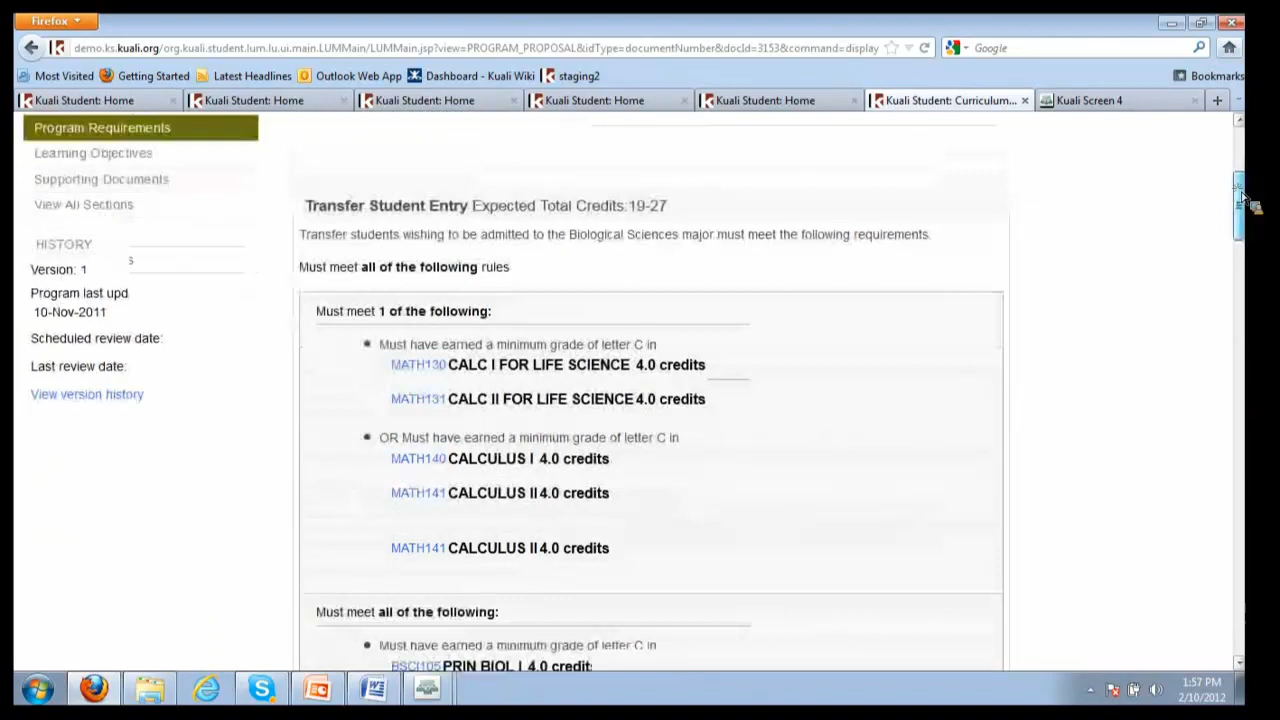 Firefox
demo.ks.kuali.org/org.kuali.student.lum.lu.ui.main.LUMMain/LUMMain.jsp?view=PROGRAM_PROPOSAL&idType=documentNumber&docId=3153&command=display
Google
Most Visited Getting Started Latest Headlines Outlook Web App Dashboard - Kuali Wiki staging2 Bookmarks
Kuali Student: Home Kuali Student: Home Kuali Student: Home Kuali Student: Home Kuali Student: Home Kuali Student: Curriculum... Kuali Screen 4
Program Requirements
Learning Objectives
Supporting Documents
View All Sections
HISTORY
s
Version: 1
Program last upd
10-Nov-2011
Scheduled review date:
Last review date:
View version history
Transfer Student Entry Expected Total Credits:19-27
Transfer students wishing to be admitted to the Biological Sciences major must meet the following requirements.
Must meet all of the following rules
Must meet 1 of the following:
Must have earned a minimum grade of letter C in
MATH130 CALC I FOR LIFE SCIENCE 4.0 credits
MATH131 CALC II FOR LIFE SCIENCE 4.0 credits
OR Must have earned a minimum grade of letter C in
MATH140 CALCULUS I 4.0 credits
MATH141 CALCULUS II 4.0 credits
MATH141 CALCULUS II 4.0 credits
Must meet all of the following:
Must have earned a minimum grade of letter C in
BSCI105 PRIN BIOL I 4.0 credit
1:57 PM
2/10/2012